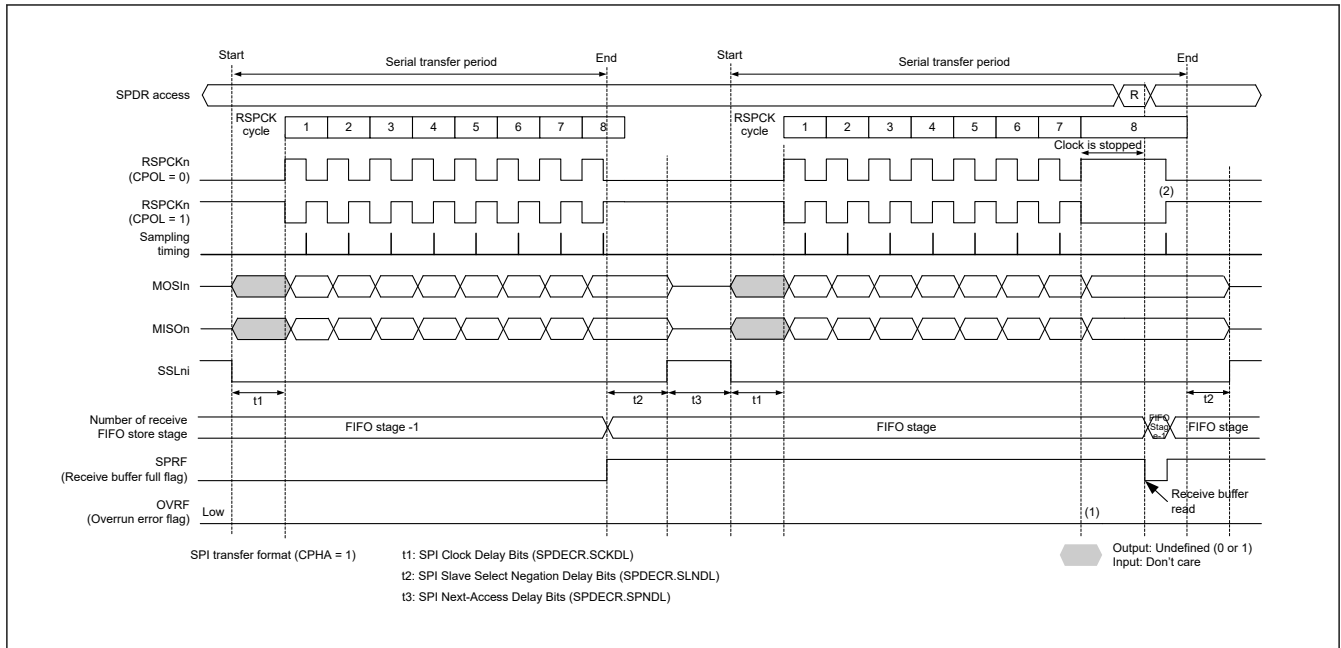 Start
End
Start
End
Serial transfer period
Serial transfer period
SPDR access
R
RSPCK
cycle
1 2 3 4 5 6 7 8
RSPCK
cycle
1 2 3 4 5 6 7 8
Clock is stopped
RSPCKn
(CPOL = 0)
(2)
RSPCKn
(CPOL = 1)
Sampling
timing
MOSIn
MISOn
SSLni
t1
t2
t3
t1
t2
Number of receive
FIFO store stage
FIFO stage -1
FIFO stage
FIFO
Stag
e-1
FIFO stage
SPRF
(Receive buffer full flag)
Receive buffer
read
OVRF
(Overrun error flag)
Low
(1)
SPI transfer format (CPHA = 1)
t1: SPI Clock Delay Bits (SPDECR.SCKDL)
t2: SPI Slave Select Negation Delay Bits (SPDECR.SLNDL)
t3: SPI Next-Access Delay Bits (SPDECR.SPNDL)
Output: Undefined (0 or 1)
Input: Don't care